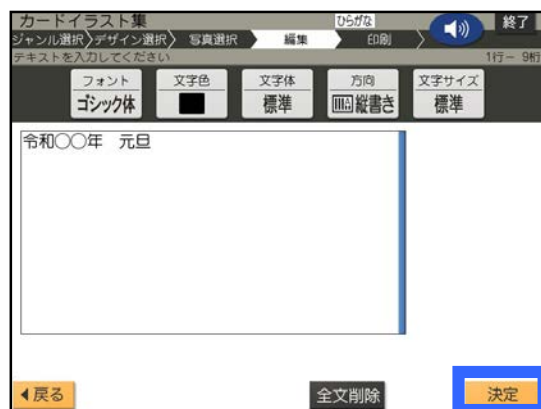 カードイラスト集 ひらがな 終了
ジャンル選択〉デザイン選択〉 写真選択 編集 印刷
テキストを入力してください 1行− 9桁
フォント 文字色 文字体 方向 文字サイズ
ゴシック体 標準 縦書き 標準
令和〇〇年 元旦
戻る 全文削除 決定